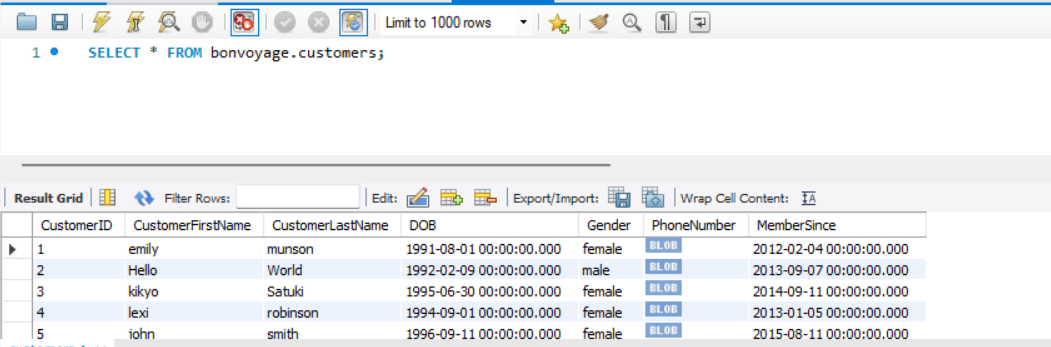 Limit to 1000 rows
1 SELECT * FROM bonvoyage.customers;
Result Grid Filter Rows: Edit: Export/Import: Wrap Cell Content: IA
CustomerID CustomerFirstName CustomerLastName DOB Gender PhoneNumber MemberSince
1 emily munson 1991-08-01 00:00:00.000 female BLOB 2012-02-04 00:00:00.000
2 Hello World 1992-02-09 00:00:00.000 male BLOB 2013-09-07 00:00:00.000
3 kikyo Satuki 1995-06-30 00:00:00.000 female BLOB 2014-09-11 00:00:00.000
4 lexi robinson 1994-09-01 00:00:00.000 female BLOB 2013-01-05 00:00:00.000
5 john smith 1996-09-11 00:00:00.000 female BLOB 2015-08-11 00:00:00.000